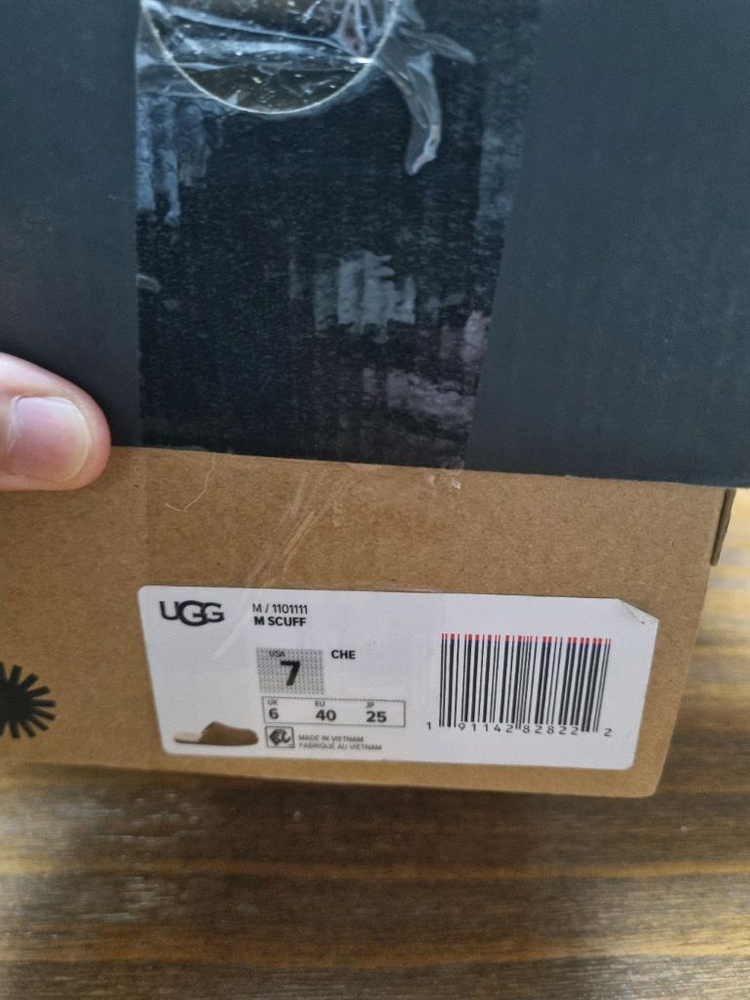 UGG
M / 1101111
M SCUFF
USA
7
CHE
UK EU JP
6 40 25
MADE IN VIETNAM
FABRIQUÉ AU VIETNAM
1 91142 82822 2